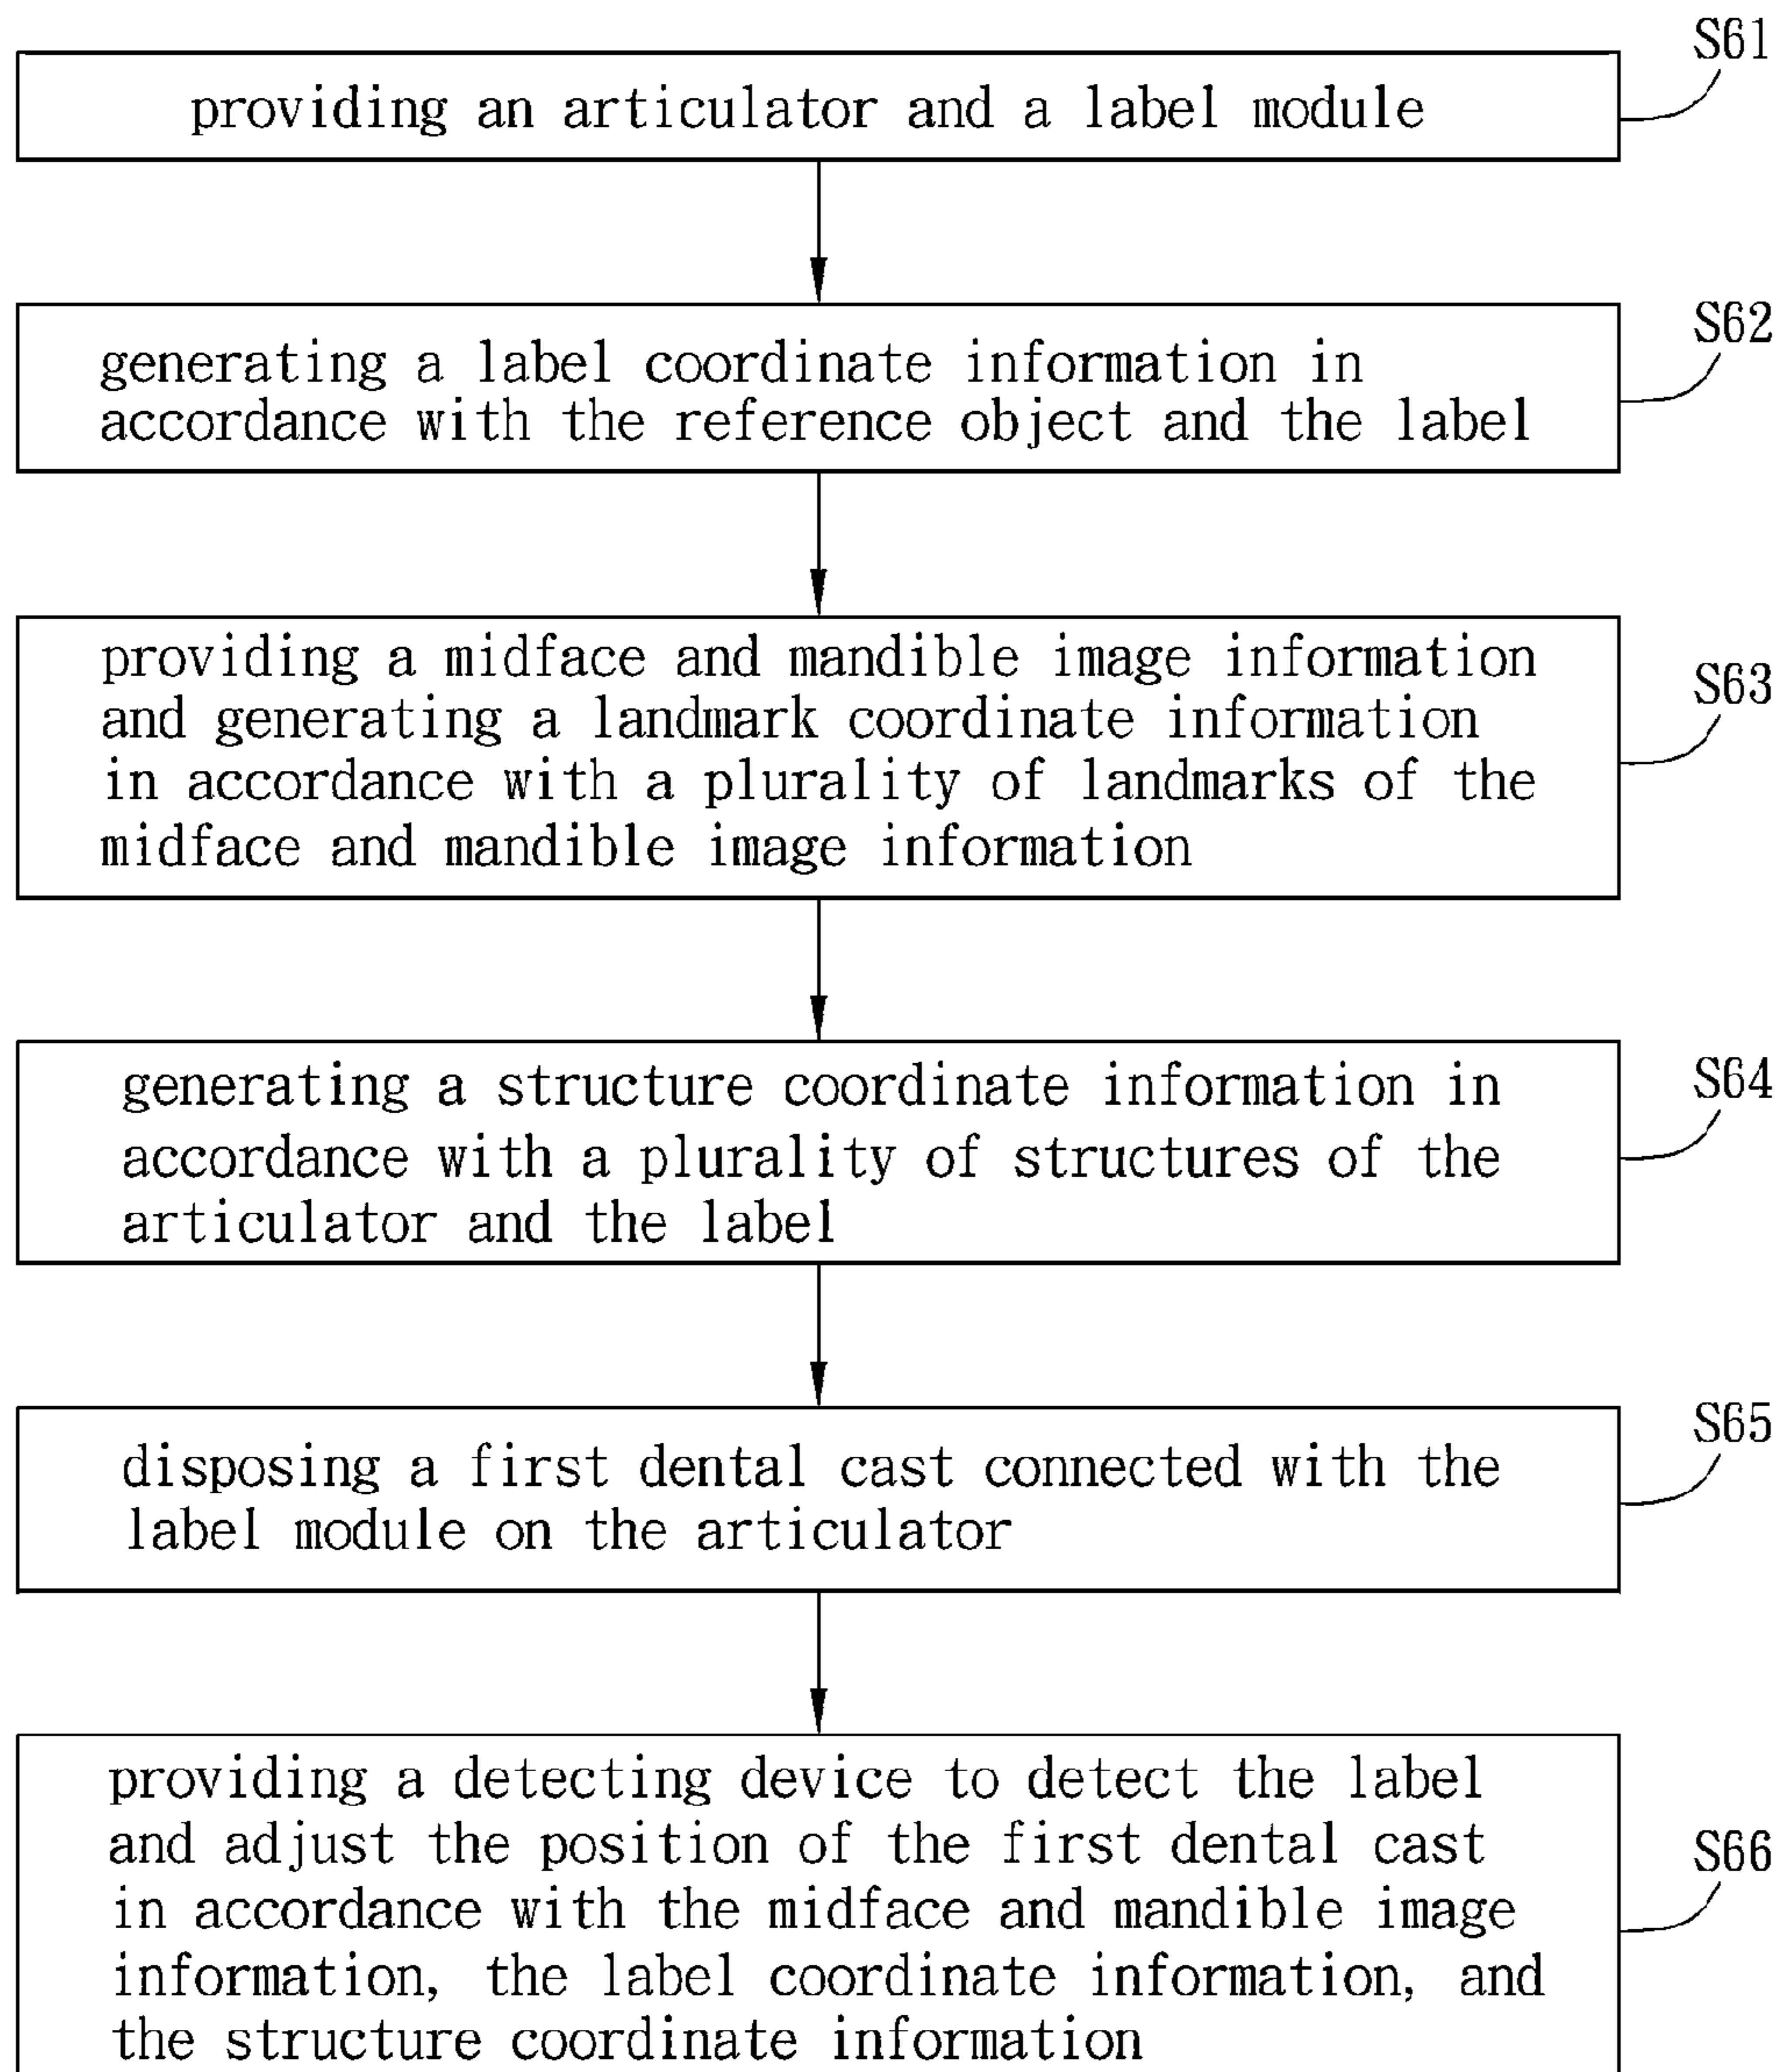 S61
providing an articulator and a label module
S62
generating a label coordinate information in
accordance with the reference object and the label
S63
providing a midface and mandible image information
and generating a landmark coordinate information
in accordance with a plurality of landmarks of the
midface and mandible image information
S64
generating a structure coordinate information in
accordance with a plurality of structures of the
articulator and the label
S65
disposing a first dental cast connected with the
label module on the articulator
S66
providing a detecting device to detect the label
and adjust the position of the first dental cast
in accordance with the midface and mandible image
information, the label coordinate information, and
the structure coordinate information